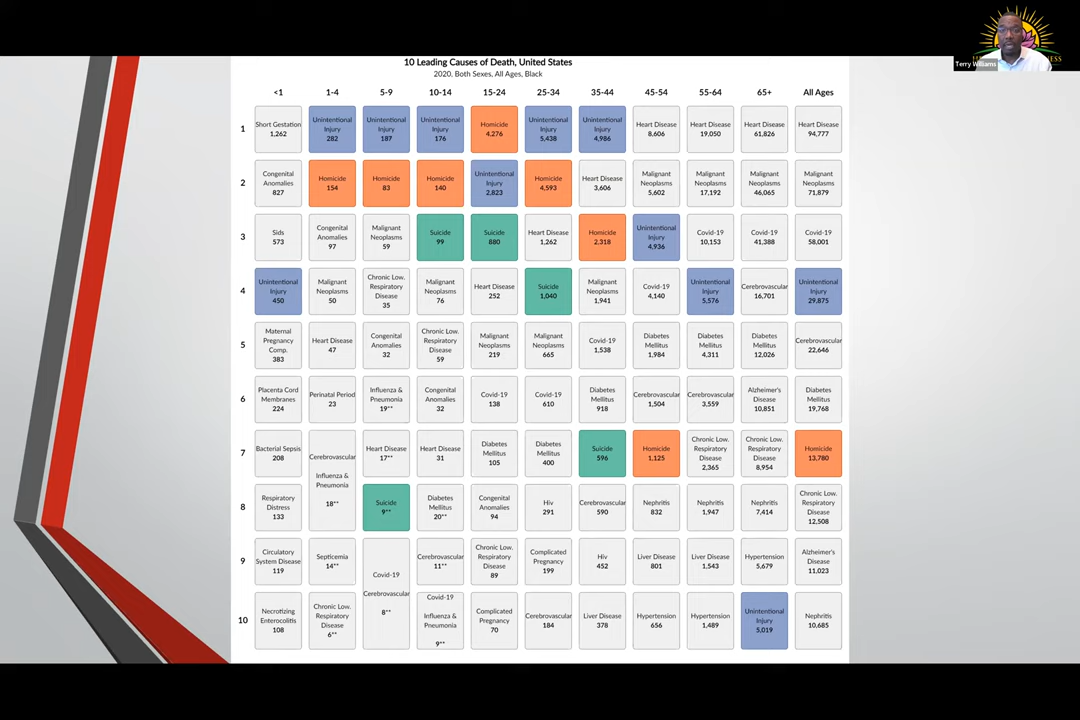 10 Leading Causes of Death, United States
2020, Both Sexes, All Ages, Black
Terry Williams
<1 1-4 5-9 10-14 15-24 25-34 35-44 45-54 55-64 65+ All Ages
1
Short Gestation
1,262
Unintentional
Injury
282
Unintentional
Injury
187
Unintentional
Injury
176
Homicide
4,276
Unintentional
Injury
5,438
Unintentional
Injury
4,986
Heart Disease
8,606
Heart Disease
19,050
Heart Disease
61,826
Heart Disease
94,777
2
Congenital
Anomalies
827
Homicide
154
Homicide
83
Homicide
140
Unintentional
Injury
2,823
Homicide
4,593
Heart Disease
3,606
Malignant
Neoplasms
5,602
Malignant
Neoplasms
17,192
Malignant
Neoplasms
46,065
Malignant
Neoplasms
71,879
3
Sids
573
Congenital
Anomalies
97
Malignant
Neoplasms
59
Suicide
99
Suicide
880
Heart Disease
1,262
Homicide
2,318
Unintentional
Injury
4,936
Covid-19
10,153
Covid-19
41,388
Covid-19
58,001
4
Unintentional
Injury
450
Malignant
Neoplasms
50
Chronic Low.
Respiratory
Disease
35
Malignant
Neoplasms
76
Heart Disease
252
Suicide
1,040
Malignant
Neoplasms
1,941
Covid-19
4,140
Unintentional
Injury
5,576
Cerebrovascular
16,701
Unintentional
Injury
29,875
5
Maternal
Pregnancy
Comp.
383
Heart Disease
47
Congenital
Anomalies
32
Chronic Low.
Respiratory
Disease
59
Malignant
Neoplasms
219
Malignant
Neoplasms
665
Covid-19
1,538
Diabetes
Mellitus
1,984
Diabetes
Mellitus
4,311
Diabetes
Mellitus
12,026
Cerebrovascular
22,646
6
Placenta Cord
Membranes
224
Perinatal Period
23
Influenza &
Pneumonia
19**
Congenital
Anomalies
32
Covid-19
138
Covid-19
610
Diabetes
Mellitus
918
Cerebrovascular
1,504
Cerebrovascular
3,559
Alzheimer's
Disease
10,851
Diabetes
Mellitus
19,768
7
Bacterial Sepsis
208
Cerebrovascular
Influenza &
Pneumonia
18**
Heart Disease
17**
Heart Disease
31
Diabetes
Mellitus
105
Diabetes
Mellitus
400
Suicide
596
Homicide
1,125
Chronic Low.
Respiratory
Disease
2,365
Chronic Low.
Respiratory
Disease
8,954
Homicide
13,780
8
Respiratory
Distress
133
Suicide
9**
Diabetes
Mellitus
20**
Congenital
Anomalies
94
Hiv
291
Cerebrovascular
590
Nephritis
832
Nephritis
1,947
Nephritis
7,414
Chronic Low.
Respiratory
Disease
12,508
9
Circulatory
System Disease
119
Septicemia
14**
Covid-19
Cerebrovascular
8**
Cerebrovascular
11**
Chronic Low.
Respiratory
Disease
89
Complicated
Pregnancy
199
Hiv
452
Liver Disease
801
Liver Disease
1,543
Hypertension
5,679
Alzheimer's
Disease
11,023
10
Necrotizing
Enterocolitis
108
Chronic Low.
Respiratory
Disease
6**
Covid-19
Influenza &
Pneumonia
9**
Complicated
Pregnancy
70
Cerebrovascular
184
Liver Disease
378
Hypertension
656
Hypertension
1,489
Unintentional
Injury
5,019
Nephritis
10,685